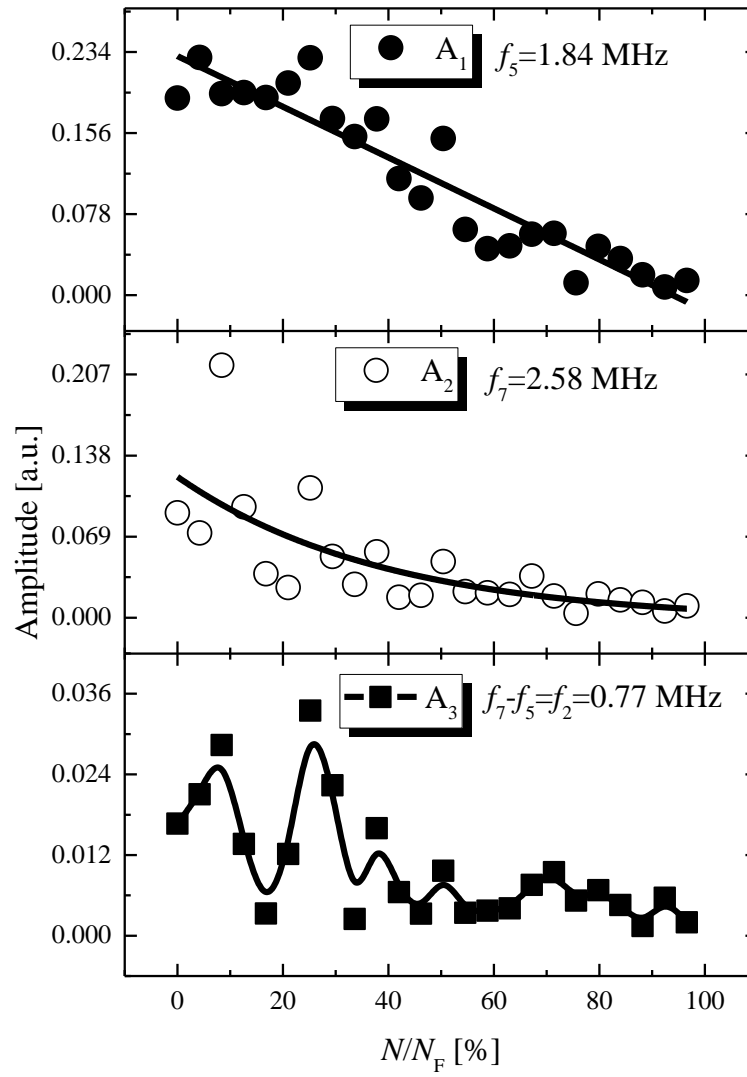 A₁ f₅=1.84 MHz
0.234
0.156
0.078
0.000
A₂ f₇=2.58 MHz
0.207
0.138
0.069
0.000
Amplitude [a.u.]
A₃ f₇-f₅=f₂=0.77 MHz
0.036
0.024
0.012
0.000
0 20 40 60 80 100
N/N_F [%]